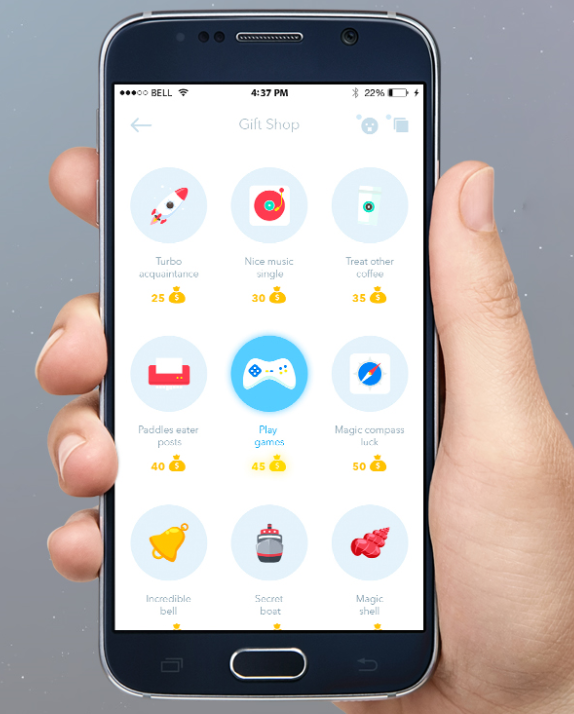 BELL
4:37 PM
22%
Gift Shop
Turbo
acquaintance
25
Nice music
single
30
Treat other
coffee
35
Paddles eater
posts
40
Play
games
45
Magic compass
luck
50
Incredible
bell
Secret
boat
Magic
shell